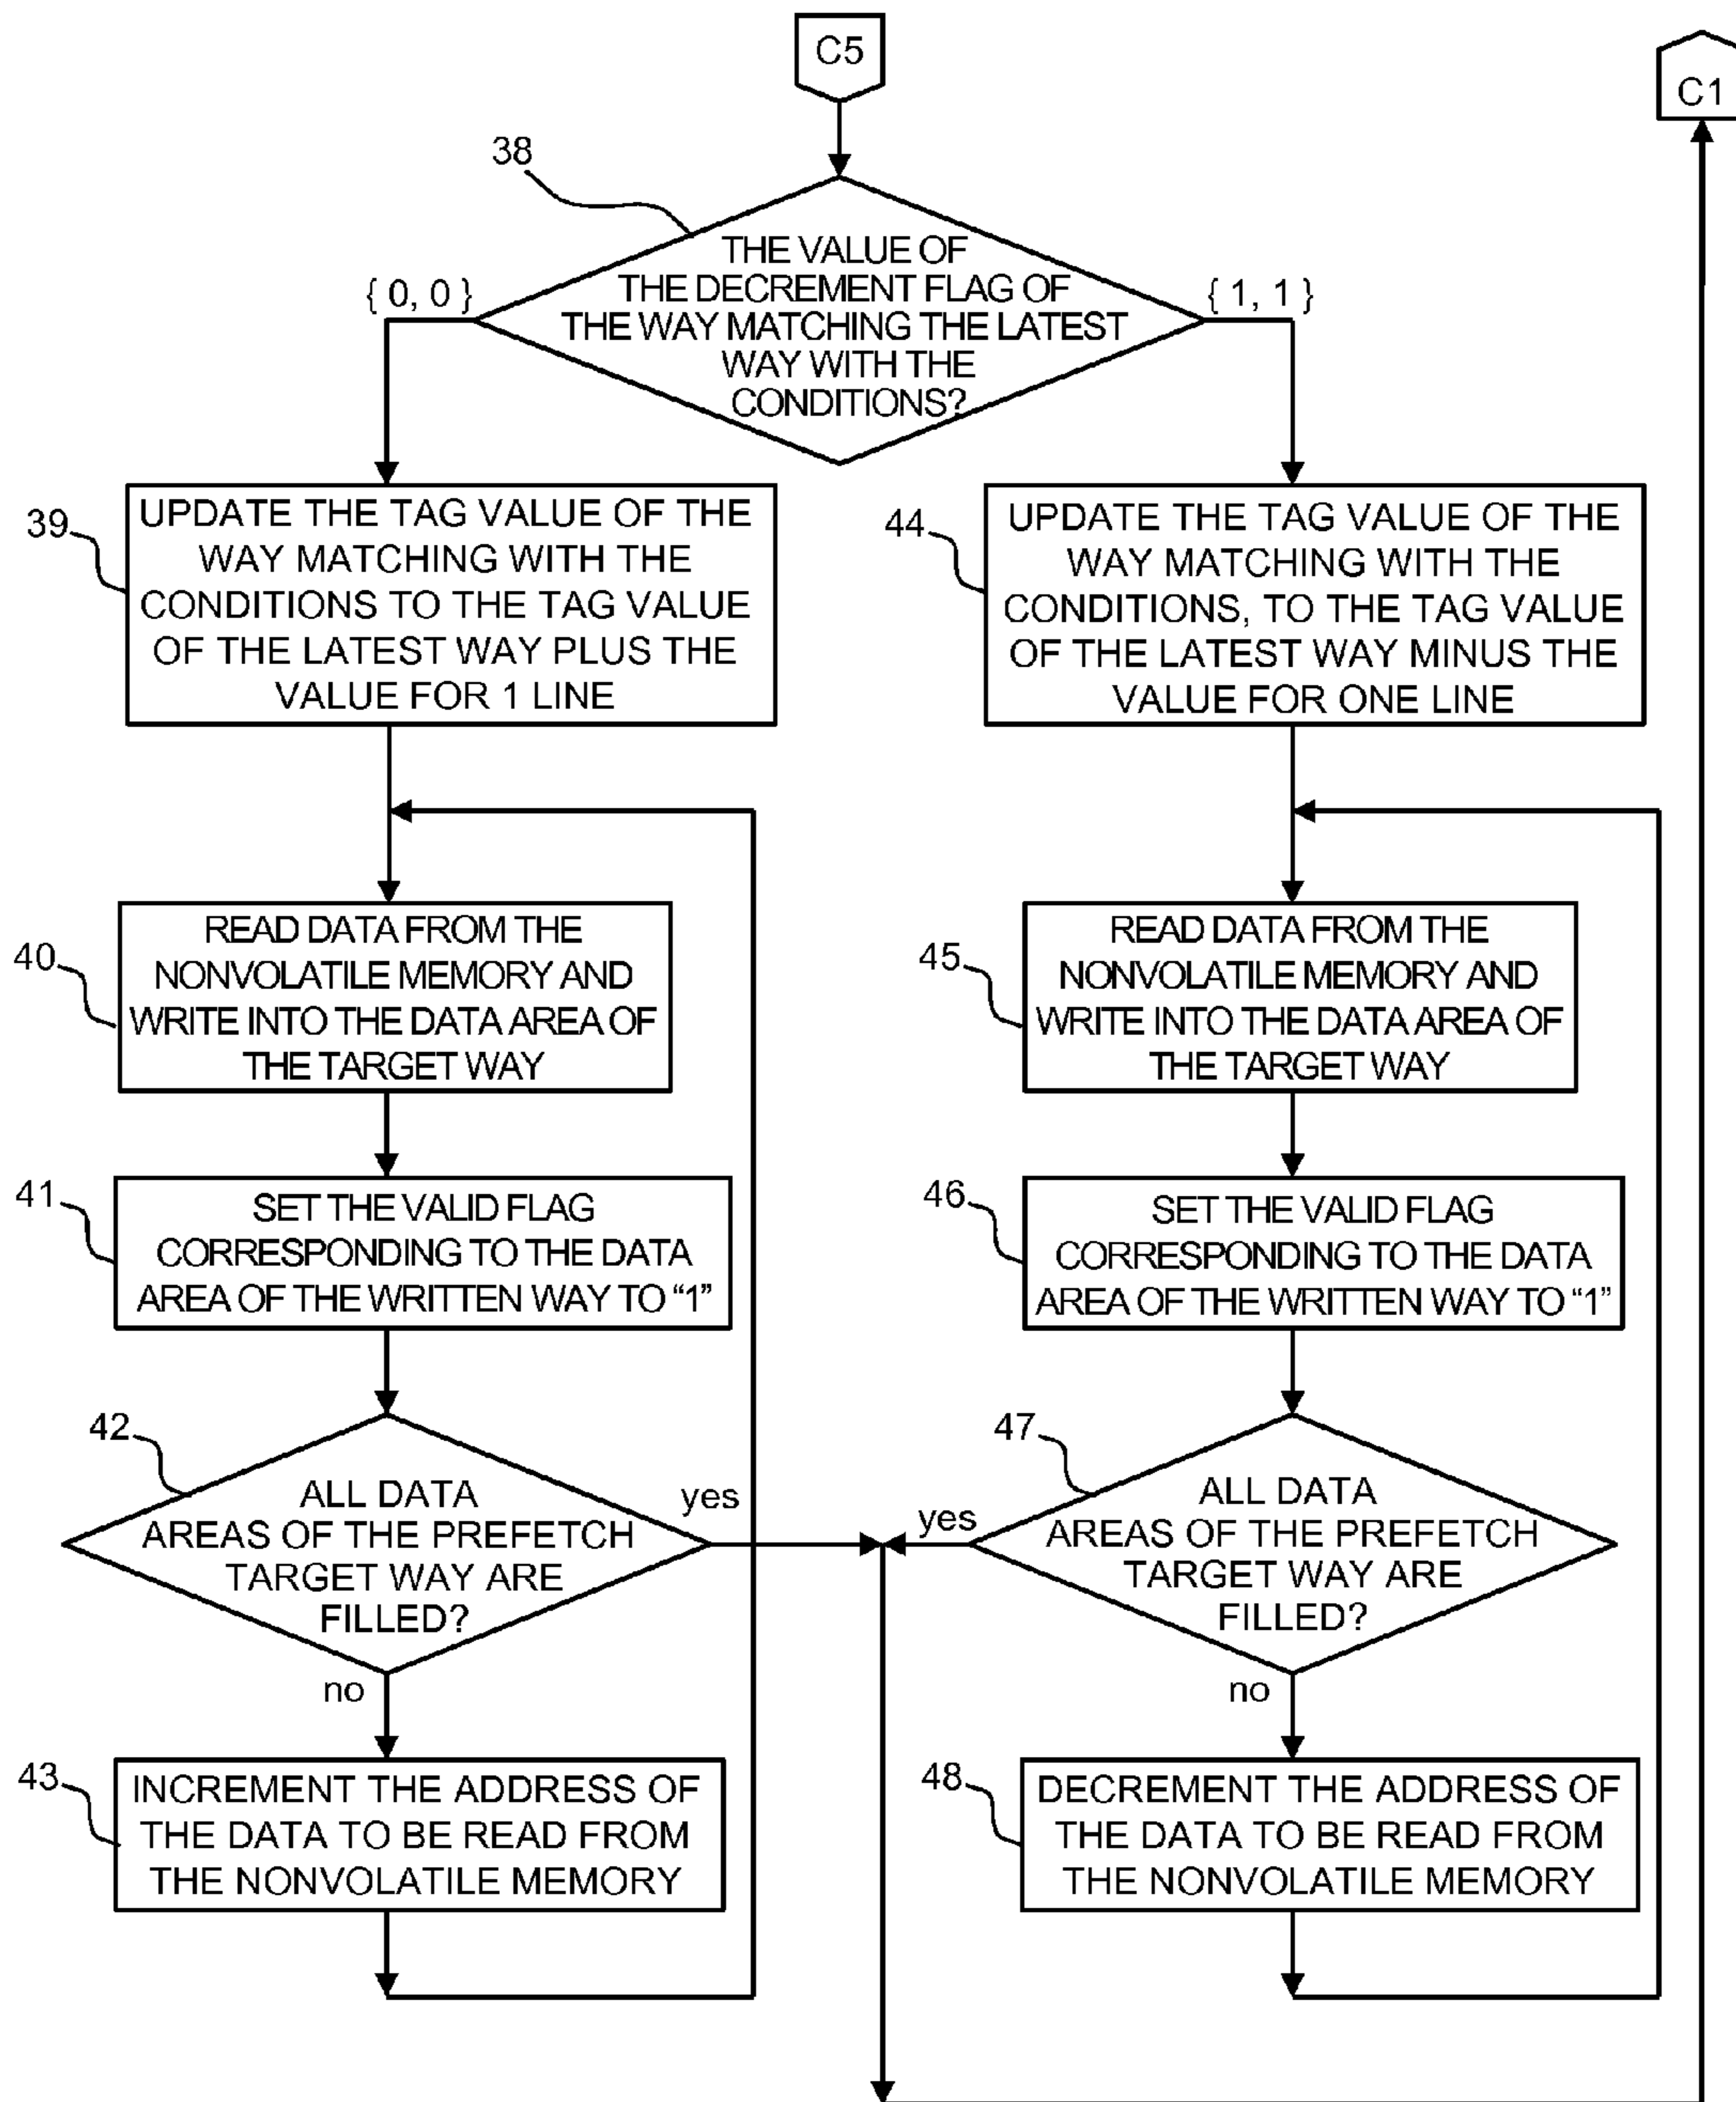 C5
C1
38
THE VALUE OF
THE DECREMENT FLAG OF
THE WAY MATCHING THE LATEST
WAY WITH THE
CONDITIONS?
{ 0, 0 }
{ 1, 1 }
39
UPDATE THE TAG VALUE OF THE
WAY MATCHING WITH THE
CONDITIONS TO THE TAG VALUE
OF THE LATEST WAY PLUS THE
VALUE FOR 1 LINE
44
UPDATE THE TAG VALUE OF THE
WAY MATCHING WITH THE
CONDITIONS, TO THE TAG VALUE
OF THE LATEST WAY MINUS THE
VALUE FOR ONE LINE
40
READ DATA FROM THE
NONVOLATILE MEMORY AND
WRITE INTO THE DATA AREA OF
THE TARGET WAY
45
READ DATA FROM THE
NONVOLATILE MEMORY AND
WRITE INTO THE DATA AREA OF
THE TARGET WAY
41
SET THE VALID FLAG
CORRESPONDING TO THE DATA
AREA OF THE WRITTEN WAY TO “1”
46
SET THE VALID FLAG
CORRESPONDING TO THE DATA
AREA OF THE WRITTEN WAY TO “1”
42
ALL DATA
AREAS OF THE PREFETCH
TARGET WAY ARE
FILLED?
yes
no
47
ALL DATA
AREAS OF THE PREFETCH
TARGET WAY ARE
FILLED?
yes
no
43
INCREMENT THE ADDRESS OF
THE DATA TO BE READ FROM
THE NONVOLATILE MEMORY
48
DECREMENT THE ADDRESS OF
THE DATA TO BE READ FROM
THE NONVOLATILE MEMORY